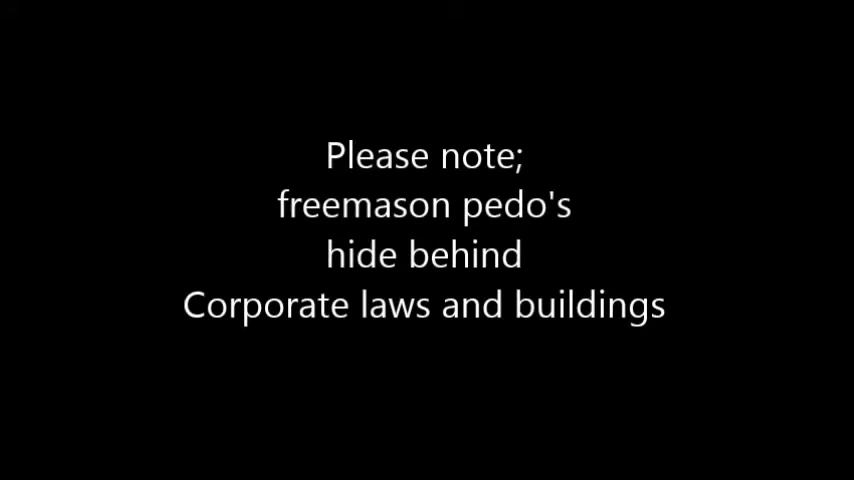 Please note;
freemason pedo's
hide behind
Corporate laws and buildings